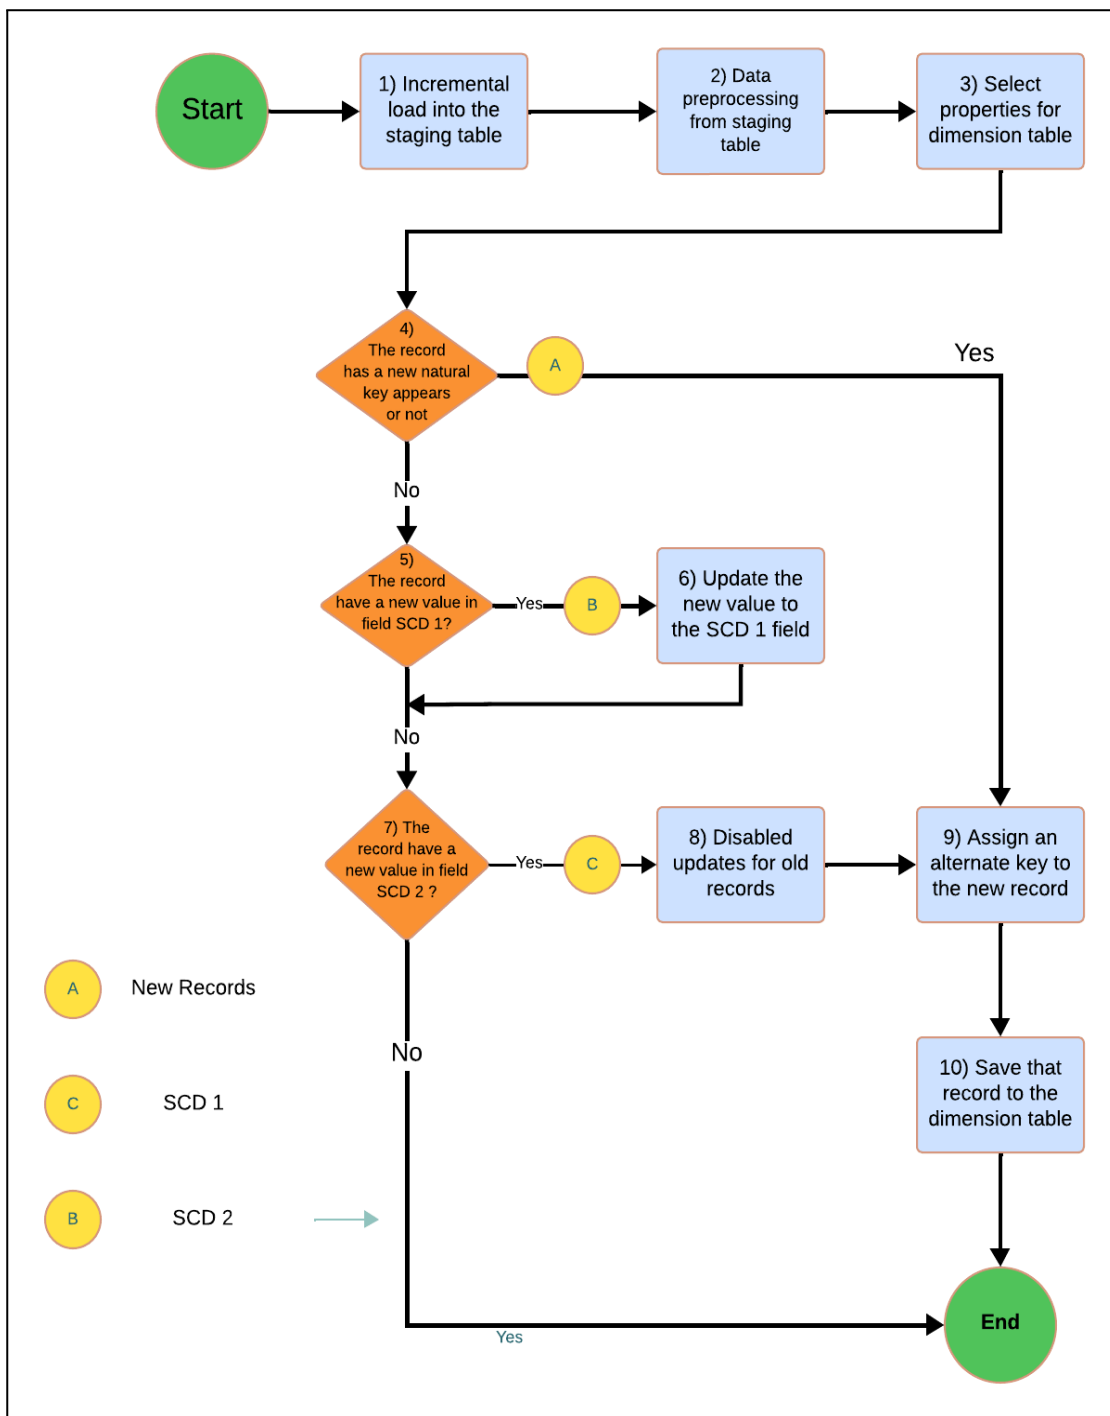 Start
1) Incremental
load into the
staging table
2) Data
preprocessing
from staging
table
3) Select
properties for
dimension table
4)
The record
has a new natural
key appears
or not
A
Yes
No
5)
The record
have a new value in
field SCD 1?
Yes
B
6) Update the
new value to
the SCD 1 field
No
7) The
record have a
new value in field
SCD 2 ?
Yes
C
8) Disabled
updates for old
records
9) Assign an
alternate key to
the new record
A
New Records
No
10) Save that
record to the
dimension table
C
SCD 1
B
SCD 2
Yes
End